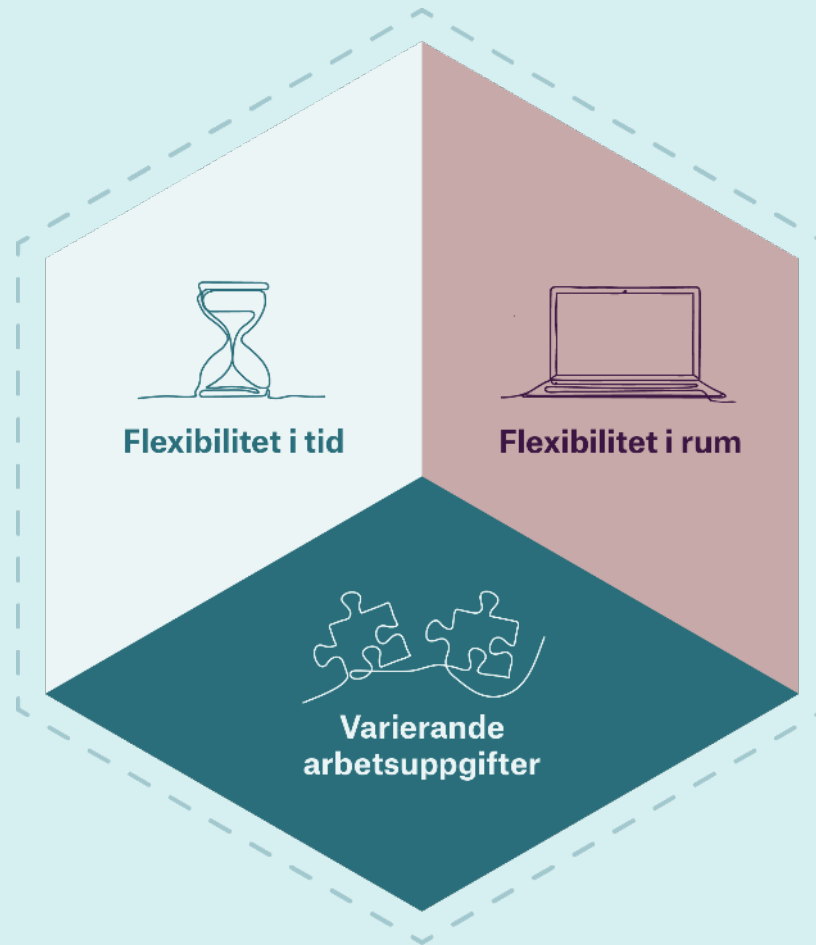 Flexibilitet i tid
Flexibilitet i rum
Varierande
arbetsuppgifter